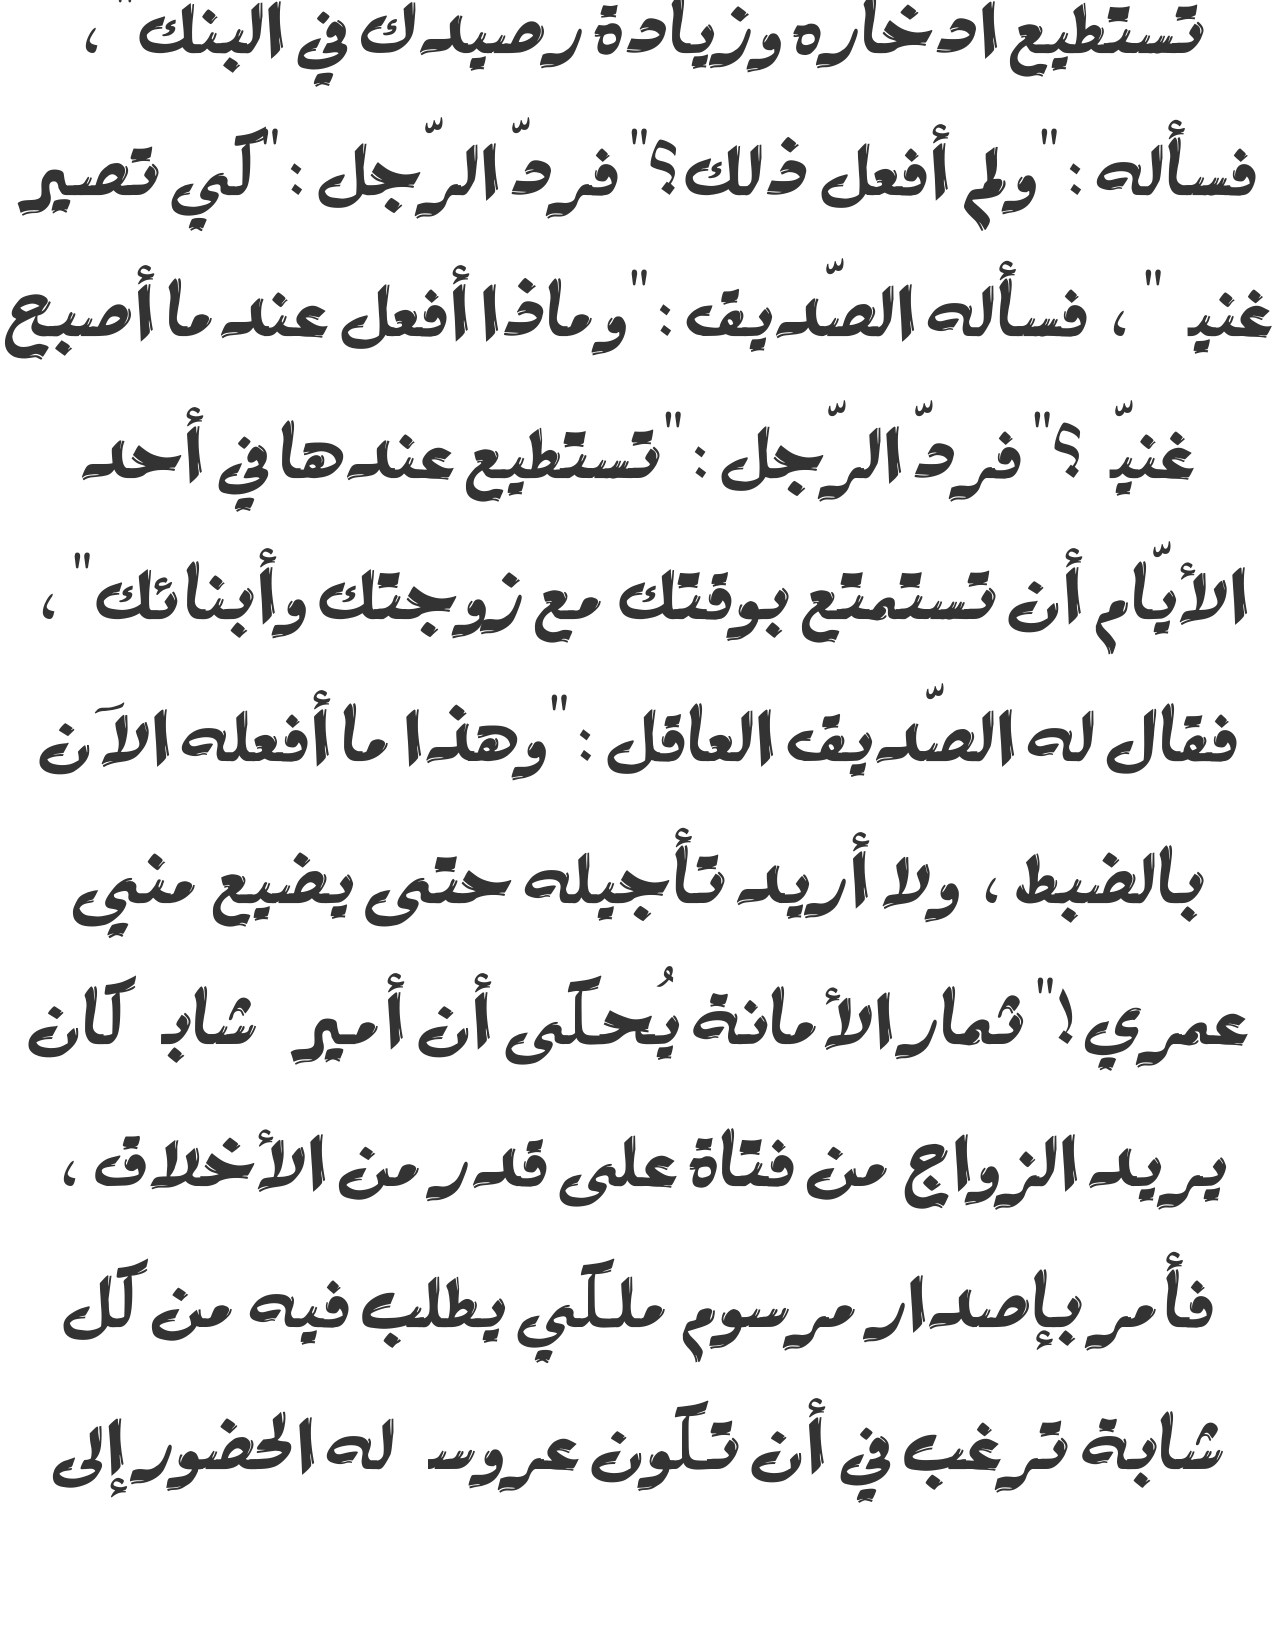 تستطيع ادخاره وزيادة رصيدك في البنك"،
فسأله: "ولم أفعل ذلك؟" فردّ الرّجل: "كي تصير
غني "، فسأله الصّديق: "وماذا أفعل عندما أصبح
غنيّ ؟" فردّ الرّجل: "تستطيع عندها في أحد
الأيّام أن تستمتع بوقتك مع زوجتك وأبنائك"،
فقال له الصّديق العاقل: "وهذا ما أفعله الآن
بالضبط، ولا أريد تأجيله حتى يضيع مني
عمري!" ثمار الأمانة يُحكى أن أمير شاب كان
يريد الزواج من فتاة على قدر من الأخلاق،
فأمر بإصدار مرسوم ملكي يطلب فيه من كل
شابة ترغب في أن تكون عروس له الحضور إلى